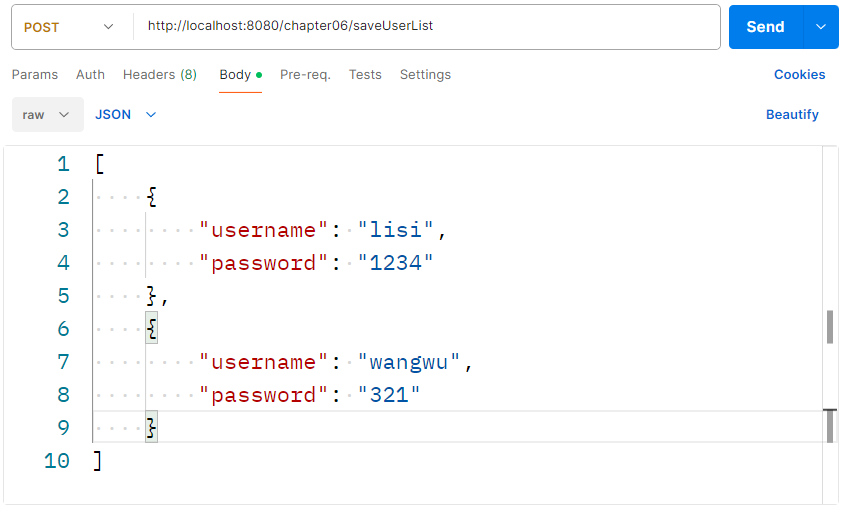 POST http://localhost:8080/chapter06/saveUserList Send
Params Auth Headers (8) Body Pre-req. Tests Settings Cookies
raw JSON Beautify
1 [
2 {
3 "username": "lisi",
4 "password": "1234"
5 },
6 {
7 "username": "wangwu",
8 "password": "321"
9 }
10 ]